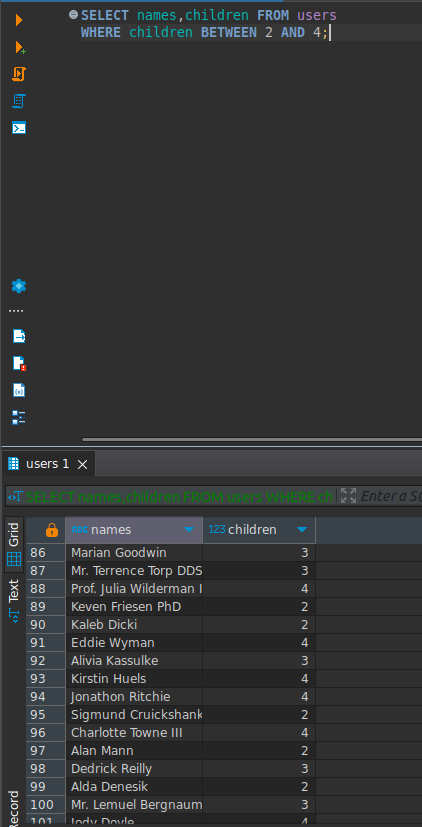 SELECT names,children FROM users
WHERE children BETWEEN 2 AND 4;
users 1
SELECT names,children FROM users WHERE ch
Enter a S
Grid
Text
Record
ABC names
123 children
86 Marian Goodwin 3
87 Mr. Terrence Torp DDS 3
88 Prof. Julia Wilderman I 4
89 Keven Friesen PhD 2
90 Kaleb Dicki 2
91 Eddie Wyman 4
92 Alivia Kassulke 3
93 Kirstin Huels 4
94 Jonathon Ritchie 4
95 Sigmund Cruickshank 2
96 Charlotte Towne III 4
97 Alan Mann 2
98 Dedrick Reilly 3
99 Alda Denesik 2
100 Mr. Lemuel Bergnaum 3
101 Jody Doyle 4